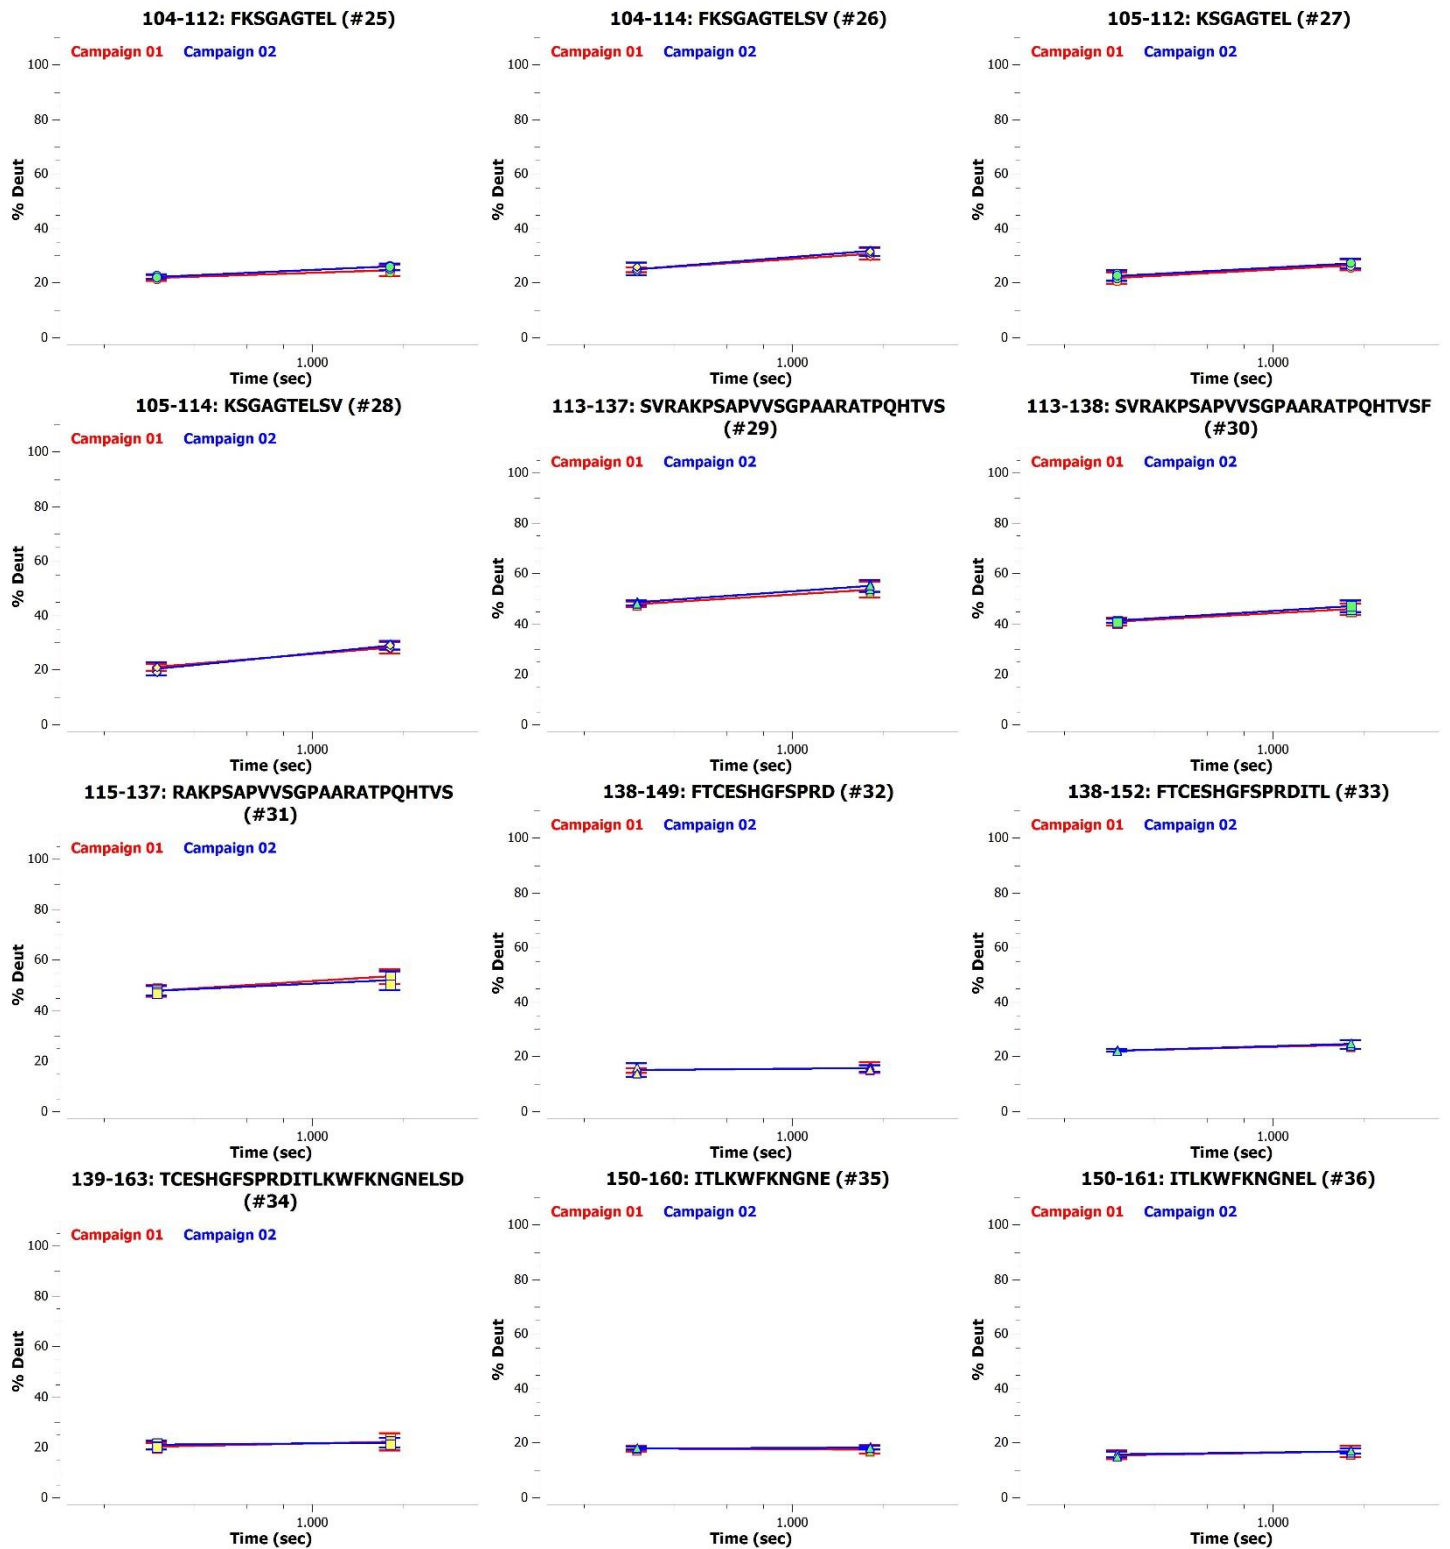 104-112: FKSGAGTEL (#25)
Campaign 01 Campaign 02
100
80
60
40
20
0
% Deut
1.000
Time (sec)
104-114: FKSGAGTELSV (#26)
Campaign 01 Campaign 02
100
80
60
40
20
0
% Deut
1.000
Time (sec)
105-112: KSGAGTEL (#27)
Campaign 01 Campaign 02
100
80
60
40
20
0
% Deut
1.000
Time (sec)
105-114: KSGAGTELSV (#28)
Campaign 01 Campaign 02
100
80
60
40
20
0
% Deut
1.000
Time (sec)
113-137: SVRAKPSAPVVSGPAARATPQHTVS
(#29)
Campaign 01 Campaign 02
100
80
60
40
20
0
% Deut
1.000
Time (sec)
113-138: SVRAKPSAPVVSGPAARATPQHTVSF
(#30)
Campaign 01 Campaign 02
100
80
60
40
20
0
% Deut
1.000
Time (sec)
115-137: RAKPSAPVVSGPAARATPQHTVS
(#31)
Campaign 01 Campaign 02
100
80
60
40
20
0
% Deut
1.000
Time (sec)
138-149: FTCESHGFSPRD (#32)
Campaign 01 Campaign 02
100
80
60
40
20
0
% Deut
1.000
Time (sec)
138-152: FTCESHGFSPRDITL (#33)
Campaign 01 Campaign 02
100
80
60
40
20
0
% Deut
1.000
Time (sec)
139-163: TCESHGFSPRDITLKWFKNGNELSD
(#34)
Campaign 01 Campaign 02
100
80
60
40
20
0
% Deut
1.000
Time (sec)
150-160: ITLKWFKNGNE (#35)
Campaign 01 Campaign 02
100
80
60
40
20
0
% Deut
1.000
Time (sec)
150-161: ITLKWFKNGNEL (#36)
Campaign 01 Campaign 02
100
80
60
40
20
0
% Deut
1.000
Time (sec)